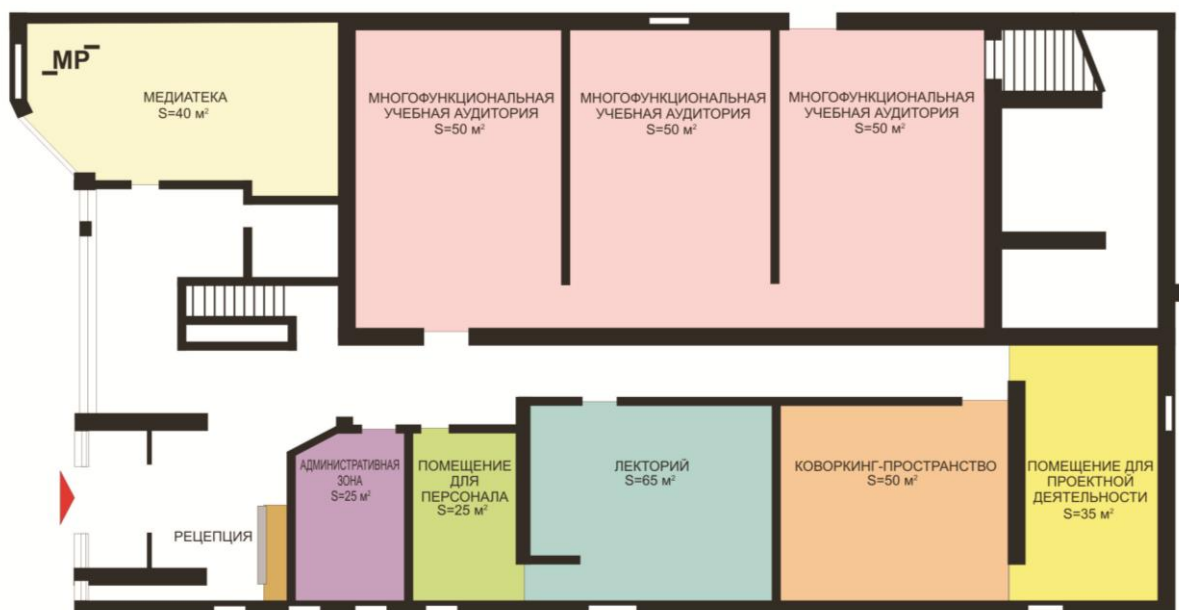 МР
МЕДИАТЕКА
S=40 м²
МНОГОФУНКЦИОНАЛЬНАЯ
УЧЕБНАЯ АУДИТОРИЯ
S=50 м²
МНОГОФУНКЦИОНАЛЬНАЯ
УЧЕБНАЯ АУДИТОРИЯ
S=50 м²
МНОГОФУНКЦИОНАЛЬНАЯ
УЧЕБНАЯ АУДИТОРИЯ
S=50 м²
РЕЦЕПЦИЯ
АДМИНИСТРАТИВНАЯ
ЗОНА
S=25 м²
ПОМЕЩЕНИЕ
ДЛЯ
ПЕРСОНАЛА
S=25 м²
ЛЕКТОРИЙ
S=65 м²
КОВОРКИНГ-ПРОСТРАНСТВО
S=50 м²
ПОМЕЩЕНИЕ ДЛЯ
ПРОЕКТНОЙ
ДЕЯТЕЛЬНОСТИ
S=35 м²